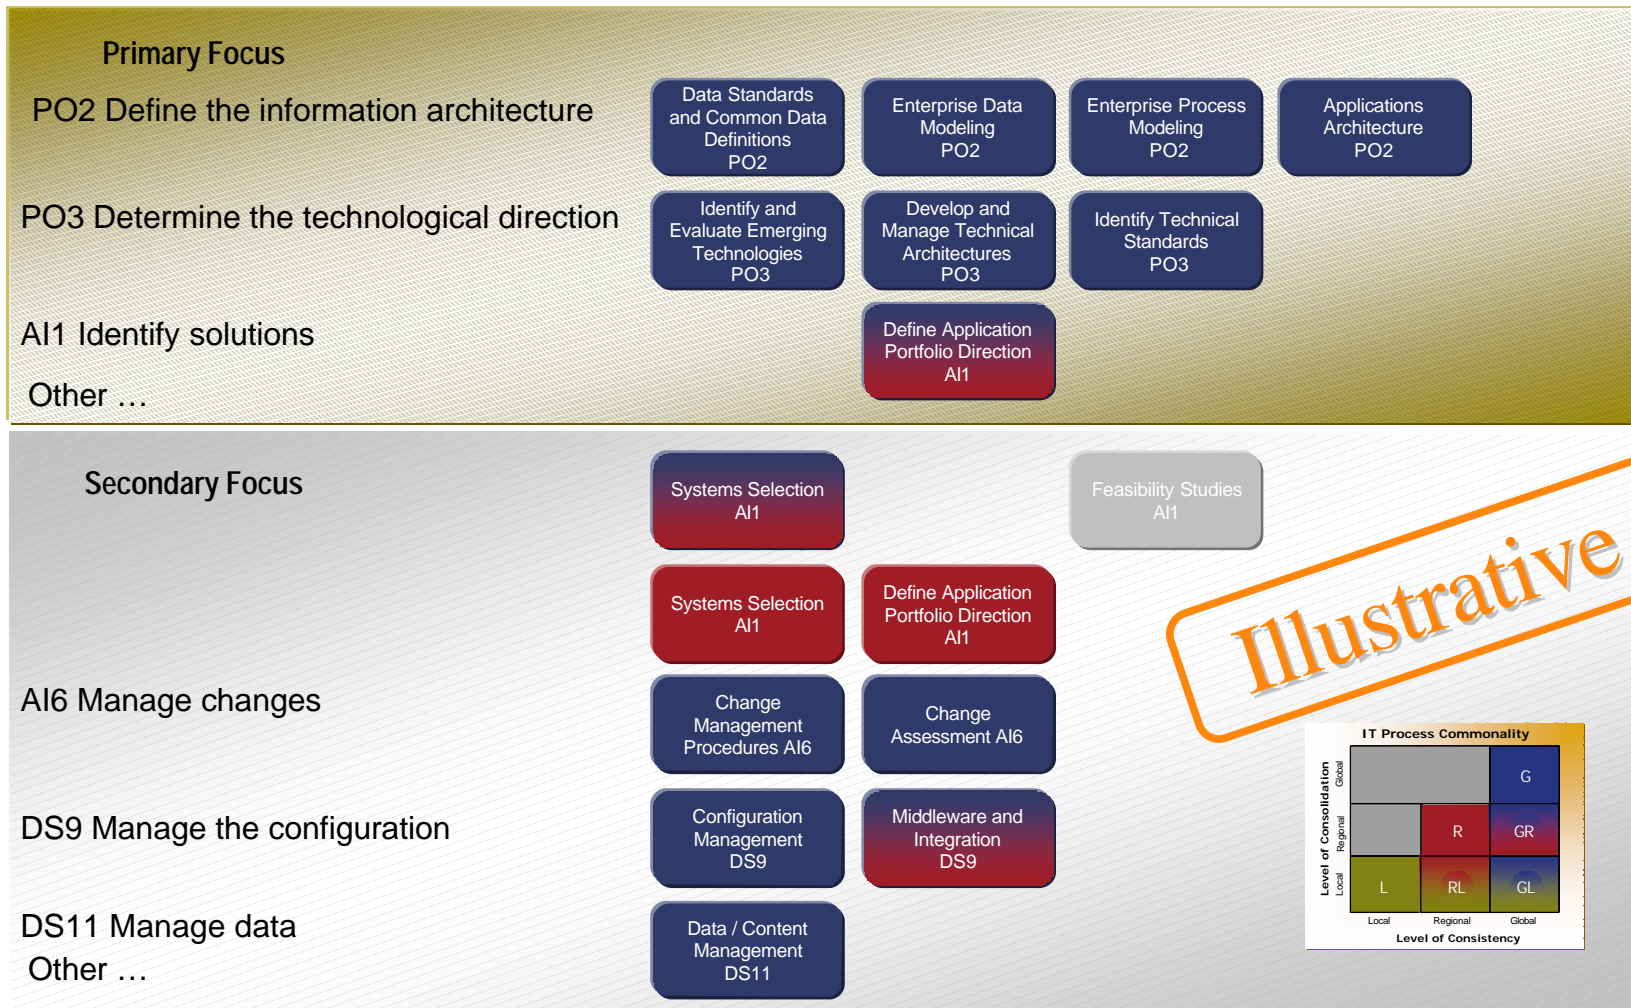 Primary Focus
PO2 Define the information architecture
Data Standards
and Common Data
Definitions
PO2
Enterprise Data
Modeling
PO2
Enterprise Process
Modeling
PO2
Applications
Architecture
PO2
PO3 Determine the technological direction
Identify and
Evaluate Emerging
Technologies
PO3
Develop and
Manage Technical
Architectures
PO3
Identify Technical
Standards
PO3
AI1 Identify solutions
Define Application
Portfolio Direction
AI1
Other …
Secondary Focus
Systems Selection
AI1
Feasibility Studies
AI1
Systems Selection
AI1
Define Application
Portfolio Direction
AI1
Illustrative
AI6 Manage changes
Change
Management
Procedures AI6
Change
Assessment AI6
DS9 Manage the configuration
Configuration
Management
DS9
Middleware and
Integration
DS9
DS11 Manage data
Data / Content
Management
DS11
Other …
IT Process Commonality
Level of Consolidation
Global
Regional
Local
G
R
GR
L
RL
GL
Local
Regional
Global
Level of Consistency